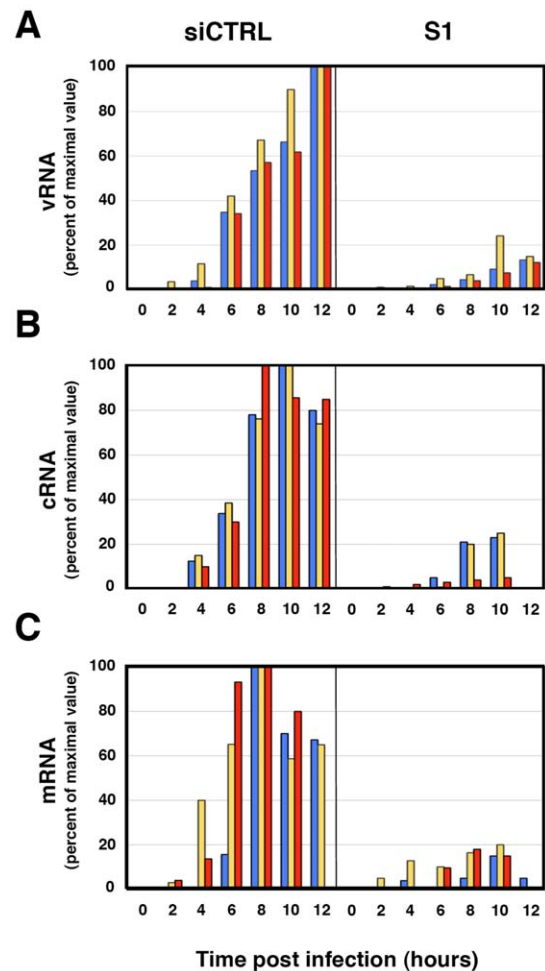 A
siCTRL S1
vRNA
(percent of maximal value)
100
80
60
40
20
0
0 2 4 6 8 10 12 0 2 4 6 8 10 12
B
cRNA
(percent of maximal value)
100
80
60
40
20
0
0 2 4 6 8 10 12 0 2 4 6 8 10 12
C
mRNA
(percent of maximal value)
100
80
60
40
20
0
0 2 4 6 8 10 12 0 2 4 6 8 10 12
Time post infection (hours)